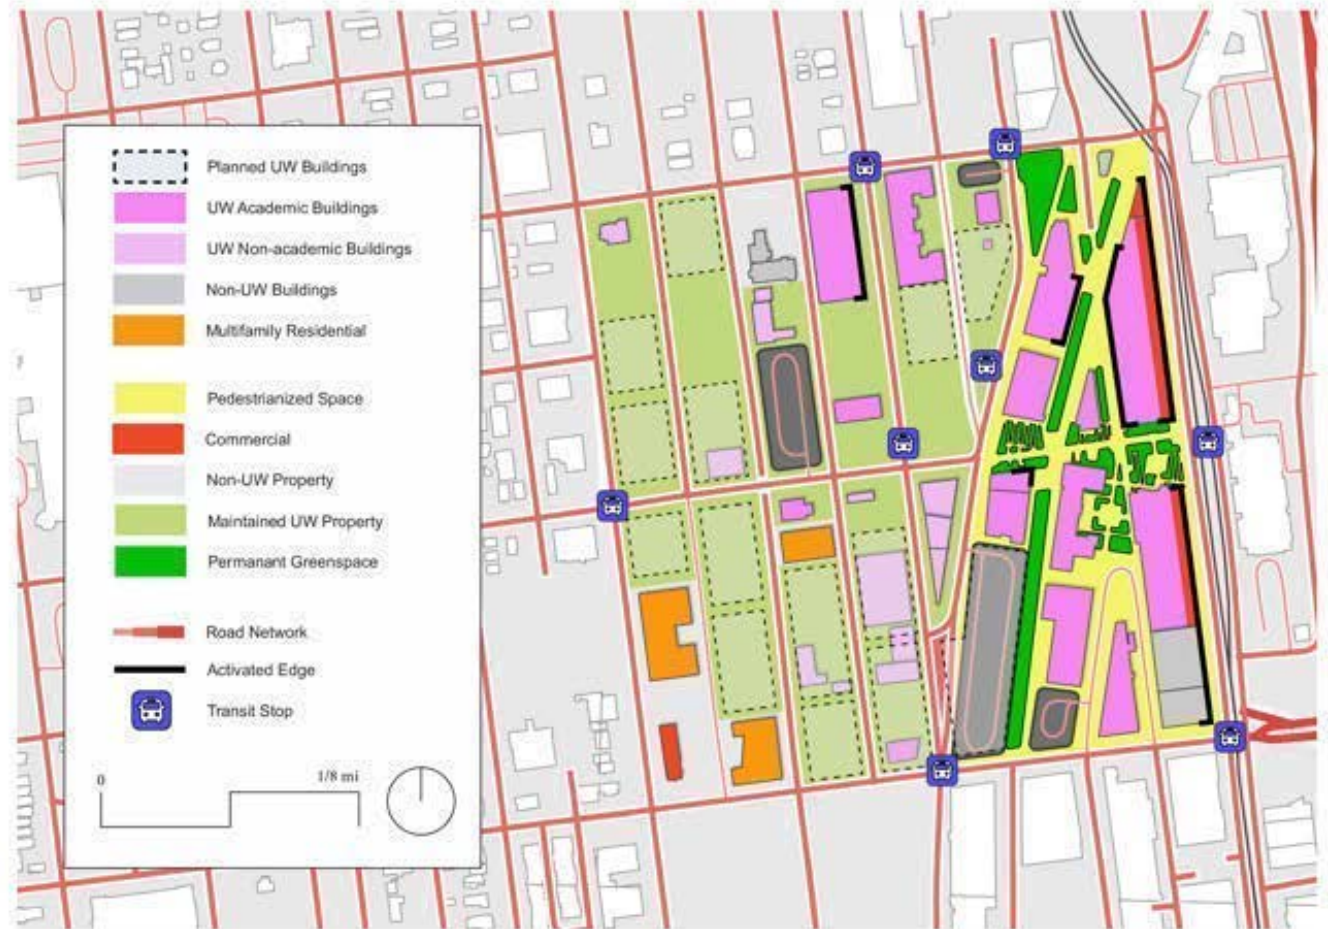 Planned UW Buildings
UW Academic Buildings
UW Non-academic Buildings
Non-UW Buildings
Multifamily Residential
Pedestrianized Space
Commercial
Non-UW Property
Maintained UW Property
Permanant Greenspace
Road Network
Activated Edge
Transit Stop
0 1/8 mi